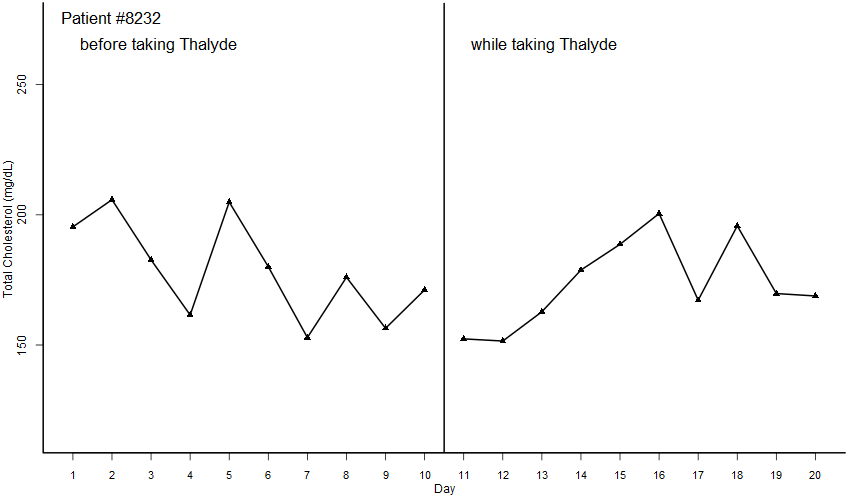 Patient #8232
before taking Thalyde
while taking Thalyde
Total Cholesterol (mg/dL)
250
200
150
1 2 3 4 5 6 7 8 9 10 11 12 13 14 15 16 17 18 19 20
Day